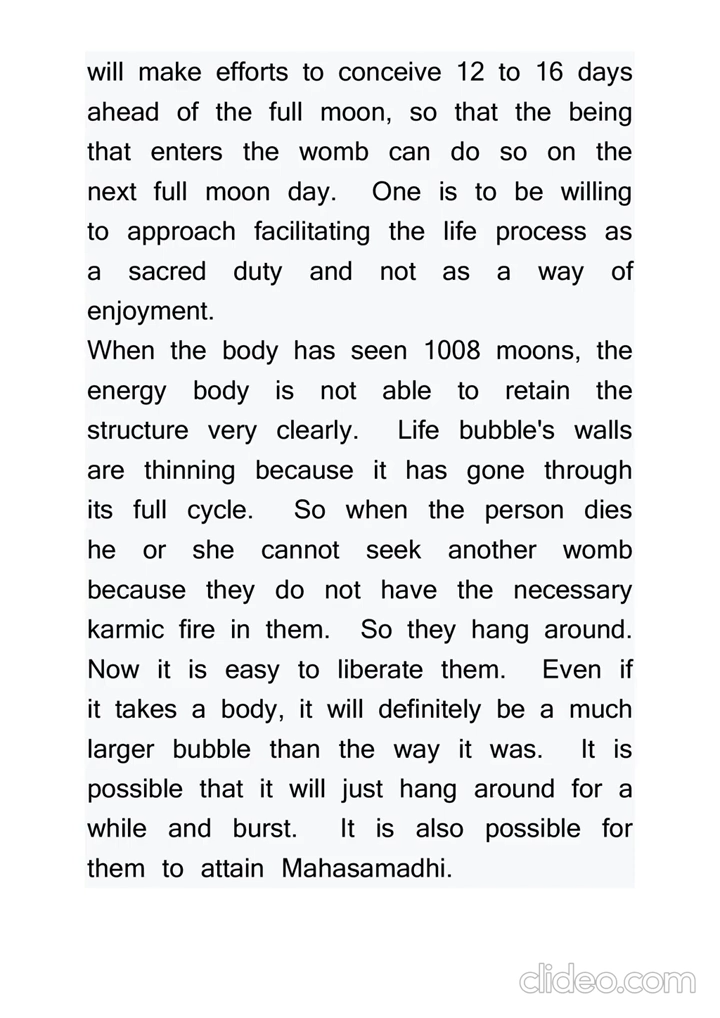 will make efforts to conceive 12 to 16 days
ahead of the full moon, so that the being
that enters the womb can do so on the
next full moon day. One is to be willing
to approach facilitating the life process as
a sacred duty and not as a way of
enjoyment.
When the body has seen 1008 moons, the
energy body is not able to retain the
structure very clearly. Life bubble's walls
are thinning because it has gone through
its full cycle. So when the person dies
he or she cannot seek another womb
because they do not have the necessary
karmic fire in them. So they hang around.
Now it is easy to liberate them. Even if
it takes a body, it will definitely be a much
larger bubble than the way it was. It is
possible that it will just hang around for a
while and burst. It is also possible for
them to attain Mahasamadhi.
clideo.com